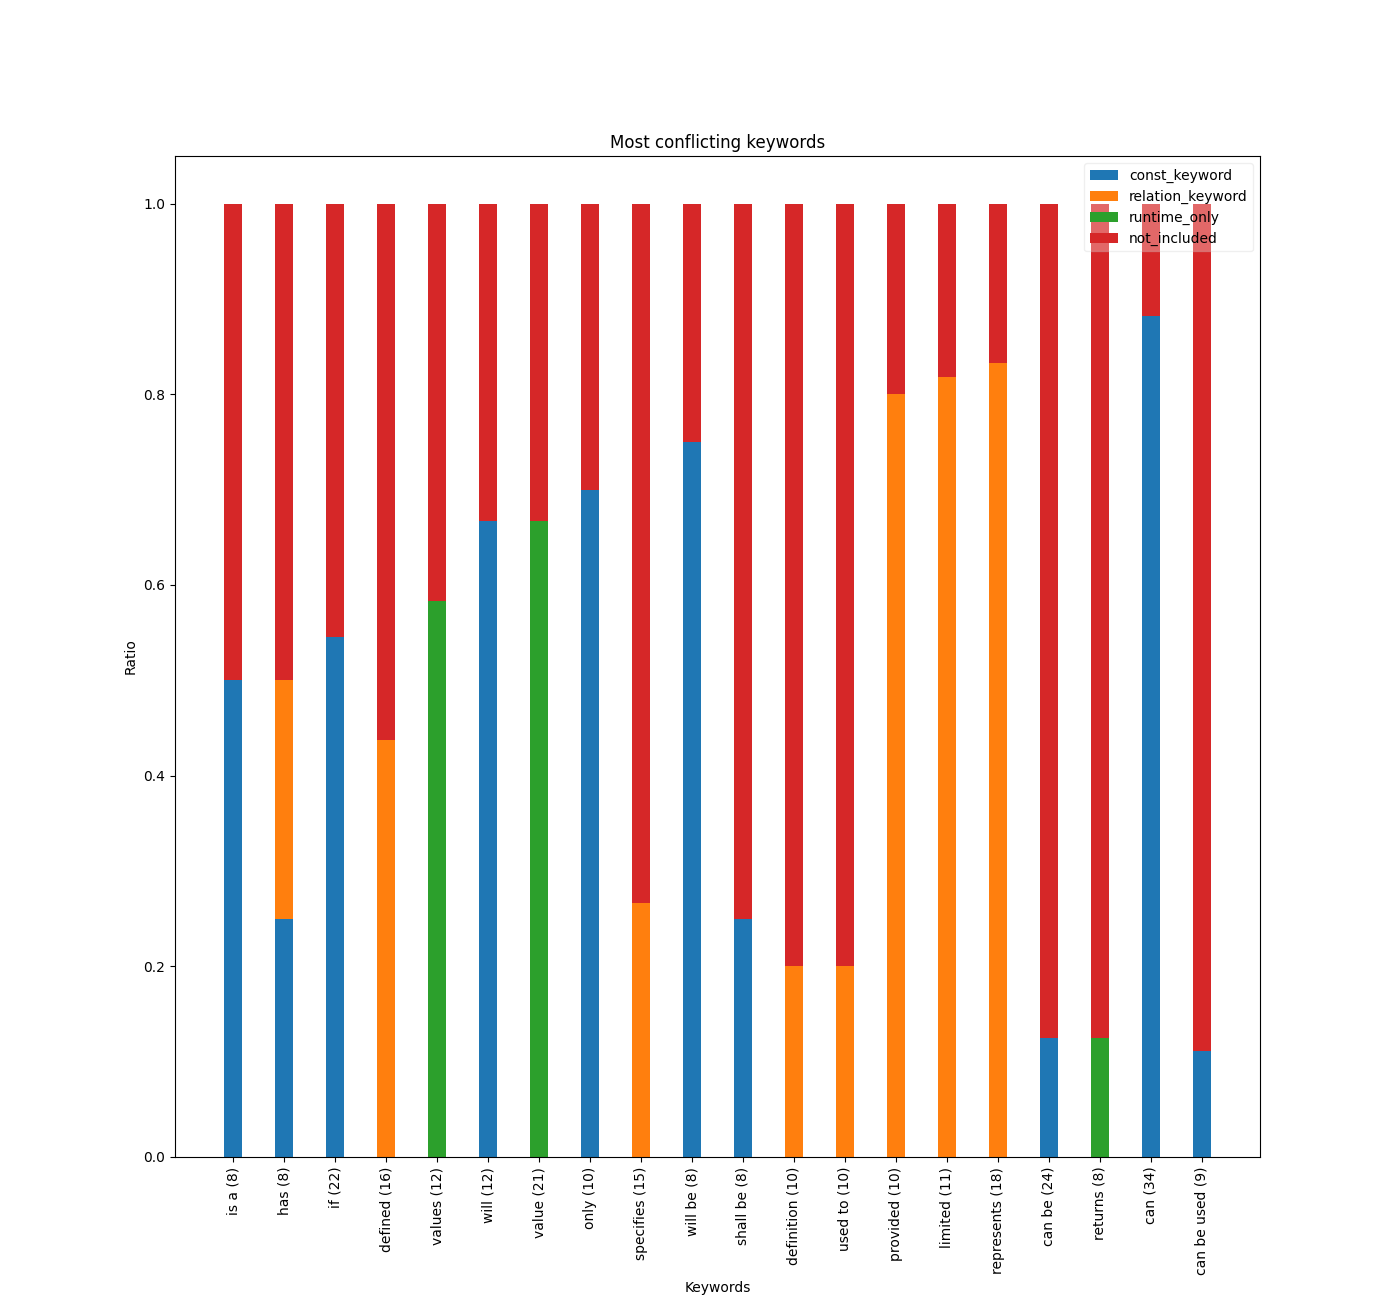 Most conflicting keywords
const_keyword
relation_keyword
runtime_only
not_included
1.0
0.8
0.6
0.4
0.2
0.0
Ratio
is a (8)
has (8)
if (22)
defined (16)
values (12)
will (12)
value (21)
only (10)
specifies (15)
will be (8)
shall be (8)
definition (10)
used to (10)
provided (10)
limited (11)
represents (18)
can be (24)
returns (8)
can (34)
can be used (9)
Keywords